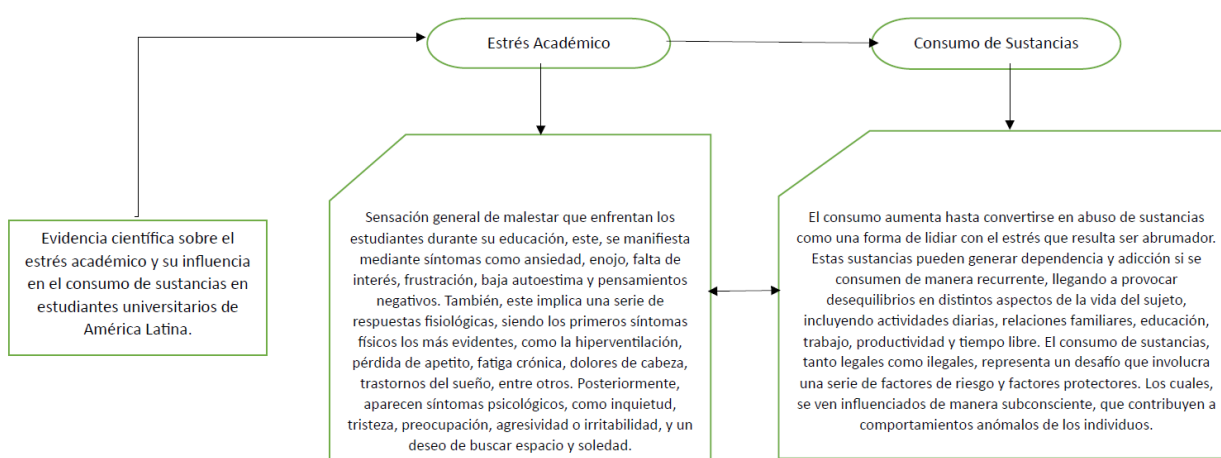 Estrés Académico
Consumo de Sustancias
Evidencia científica sobre el
estrés académico y su influencia
en el consumo de sustancias en
estudiantes universitarios de
América Latina.
Sensación general de malestar que enfrentan los
estudiantes durante su educación, este, se manifiesta
mediante síntomas como ansiedad, enojo, falta de
interés, frustración, baja autoestima y pensamientos
negativos. También, este implica una serie de
respuestas fisiológicas, siendo los primeros síntomas
físicos los más evidentes, como la hiperventilación,
pérdida de apetito, fatiga crónica, dolores de cabeza,
trastornos del sueño, entre otros. Posteriormente,
aparecen síntomas psicológicos, como inquietud,
tristeza, preocupación, agresividad o irritabilidad, y un
deseo de buscar espacio y soledad.
El consumo aumenta hasta convertirse en abuso de sustancias
como una forma de lidiar con el estrés que resulta ser abrumador.
Estas sustancias pueden generar dependencia y adicción si se
consumen de manera recurrente, llegando a provocar
desequilibrios en distintos aspectos de la vida del sujeto,
incluyendo actividades diarias, relaciones familiares, educación,
trabajo, productividad y tiempo libre. El consumo de sustancias,
tanto legales como ilegales, representa un desafío que involucra
una serie de factores de riesgo y factores protectores. Los cuales,
se ven influenciados de manera subconsciente, que contribuyen a
comportamientos anómalos de los individuos.